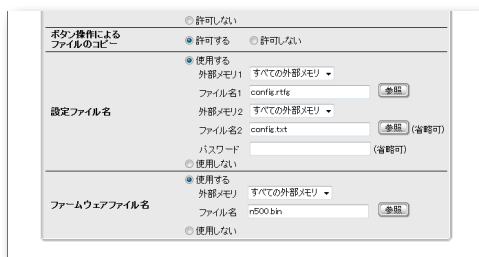 許可しない
ボタン操作による
ファイルのコピー
許可する 許可しない
設定ファイル名
使用する
外部メモリ1 すべての外部メモリ
ファイル名1 config.rtfg 参照
外部メモリ2 すべての外部メモリ
ファイル名2 config.txt 参照 (省略可)
パスワード (省略可)
使用しない
ファームウェアファイル名
使用する
外部メモリ すべての外部メモリ
ファイル名 n500.bin 参照
使用しない